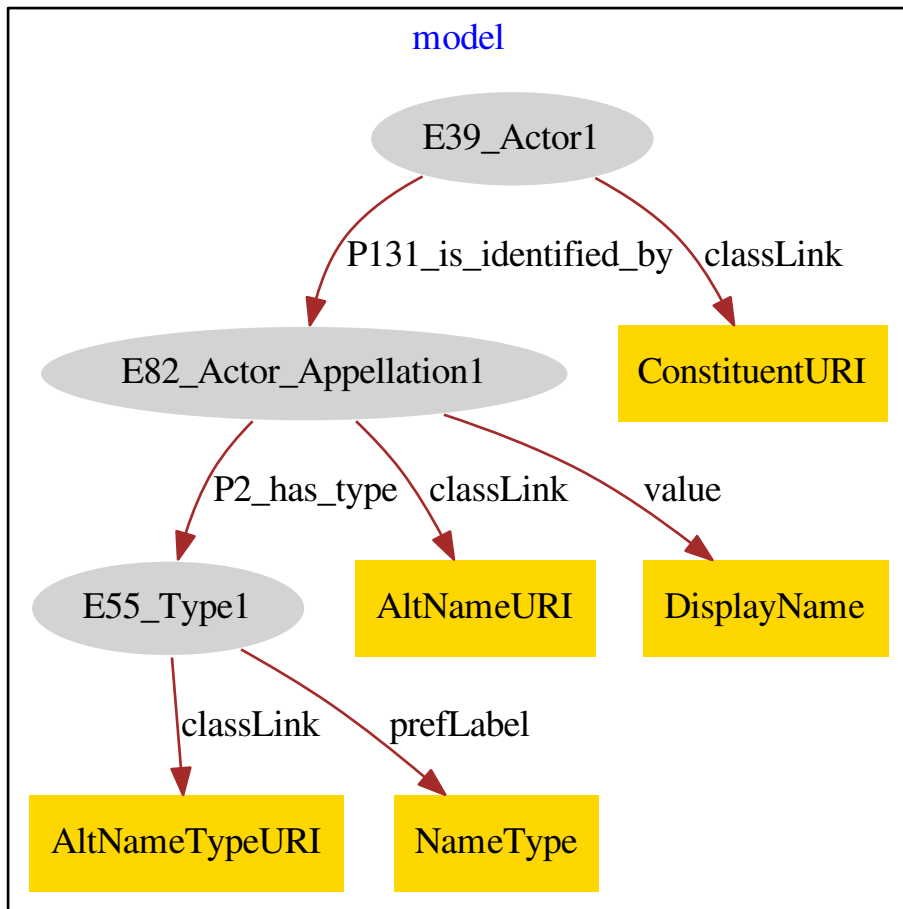 model
E39_Actor1
P131_is_identified_by
classLink
E82_Actor_Appellation1
ConstituentURI
P2_has_type
classLink
value
E55_Type1
AltNameURI
DisplayName
classLink
prefLabel
AltNameTypeURI
NameType